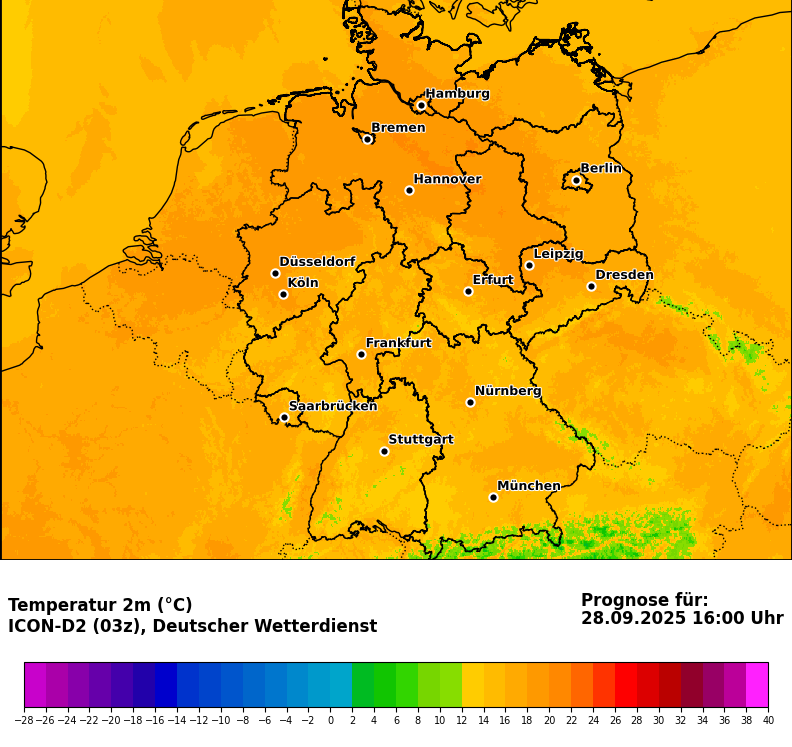 Hamburg
Bremen
Berlin
Hannover
Leipzig
Düsseldorf
Dresden
Köln
Erfurt
Frankfurt
Nürnberg
Saarbrücken
Stuttgart
München
Temperatur 2m (°C)
ICON-D2 (03z), Deutscher Wetterdienst
Prognose für:
28.09.2025 16:00 Uhr
−28 −26 −24 −22 −20 −18 −16 −14 −12 −10 −8 −6 −4 −2 0 2 4 6 8 10 12 14 16 18 20 22 24 26 28 30 32 34 36 38 40